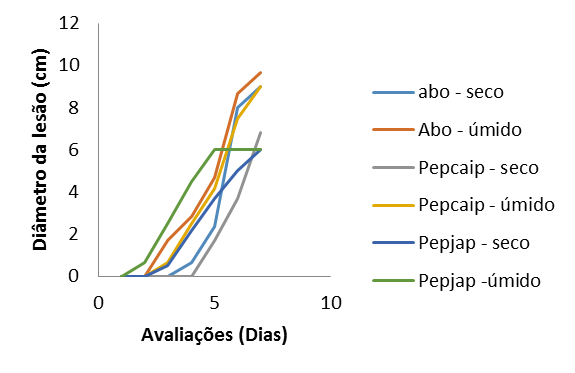 12
10
8
6
4
2
0
Diâmetro da lesão (cm)
0
5
10
Avaliações (Dias)
abo - seco
Abo - úmido
Pepcaip - seco
Pepcaip - úmido
Pepjap - seco
Pepjap -úmido